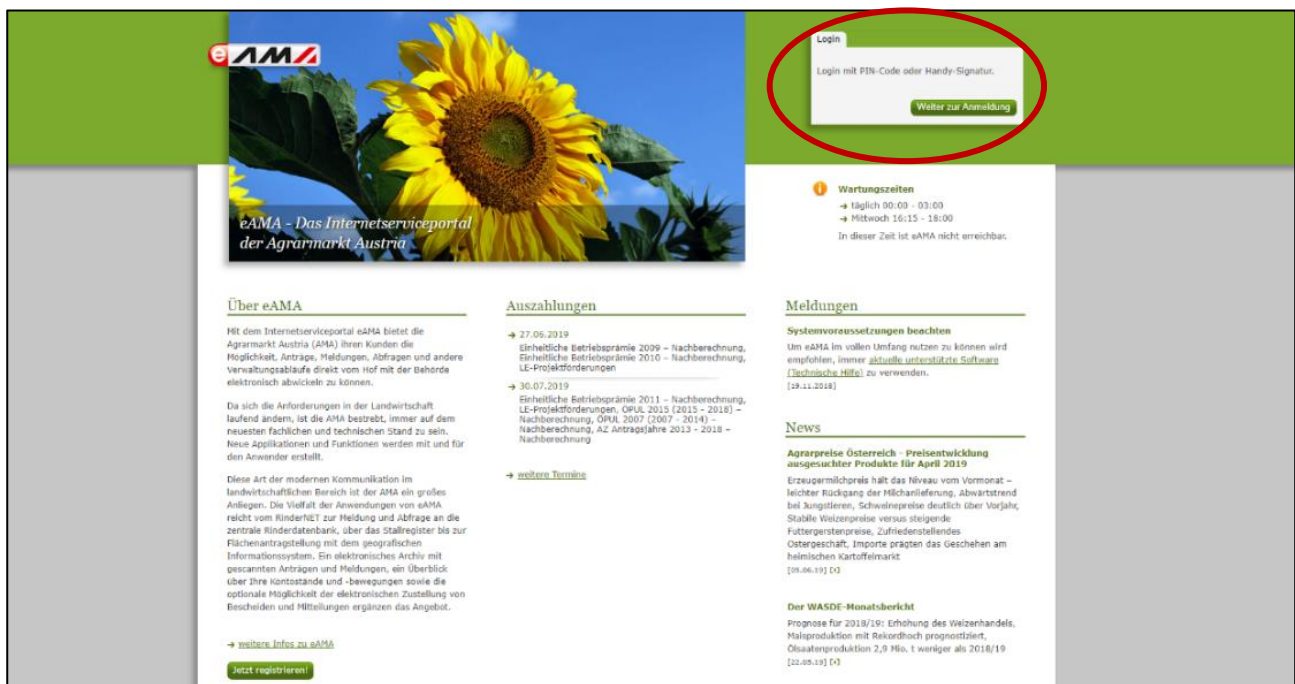 eAMA
Login
Login mit PIN-Code oder Handy-Signatur.
Weiter zur Anmeldung
eAMA - Das Internetserviceportal
der Agrarmarkt Austria
Wartungszeiten
→ täglich 00:00 - 03:00
→ Mittwoch 16:15 - 18:00
In dieser Zeit ist eAMA nicht erreichbar.
Über eAMA
Mit dem Internetserviceportal eAMA bietet die
Agrarmarkt Austria (AMA) ihren Kunden die
Möglichkeit, Anträge, Meldungen, Abfragen und andere
Verwaltungsabläufe direkt vom Hof mit der Behörde
elektronisch abwickeln zu können.
Da sich die Anforderungen in der Landwirtschaft
laufend ändern, ist die AMA bestrebt, immer auf dem
neuesten fachlichen und technischen Stand zu sein.
Neue Applikationen und Funktionen werden mit und für
den Anwender erstellt.
Diese Art der modernen Kommunikation im
landwirtschaftlichen Bereich ist der AMA ein großes
Anliegen. Die Vielfalt der Anwendungen von eAMA
reicht vom RinderNET zur Meldung und Abfrage an die
zentrale Rinderdatenbank, über das Stallregister bis zur
Flächenantragstellung mit dem geografischen
Informationssystem. Ein elektronisches Archiv mit
gescannten Anträgen und Meldungen, ein Überblick
über Ihre Kontostände und -bewegungen sowie die
optionale Möglichkeit der elektronischen Zustellung von
Bescheiden und Mitteilungen ergänzen das Angebot.
→ weitere Infos zu eAMA
Jetzt registrieren!
Auszahlungen
→ 27.06.2019
Einheitliche Betriebsprämie 2009 – Nachberechnung,
Einheitliche Betriebsprämie 2010 – Nachberechnung,
LE-Projektförderungen
→ 30.07.2019
Einheitliche Betriebsprämie 2011 – Nachberechnung,
LE-Projektförderungen, ÖPUL 2015 (2015 - 2018) –
Nachberechnung, ÖPUL 2007 (2007 - 2014) –
Nachberechnung, AZ Antragsjahre 2013 - 2018 –
Nachberechnung
→ weitere Termine
Meldungen
Systemvoraussetzungen beachten
Um eAMA im vollen Umfang nutzen zu können wird
empfohlen, immer aktuelle unterstützte Software
(Technische Hilfe) zu verwenden.
[19.11.2018]
News
Agrarpreise Österreich - Preisentwicklung
ausgesuchter Produkte für April 2019
Erzeugermilchpreis hält das Niveau vom Vormonat –
leichter Rückgang der Milchanlieferung, Abwärtstrend
bei Jungstieren, Schweinepreise deutlich über Vorjahr,
Stabile Weizenpreise versus steigende
Futtergerstenpreise, Zufriedenstellendes
Ostergeschäft, Importe prägten das Geschehen am
heimischen Kartoffelmarkt
[05.06.19]
Der WASDE-Monatsbericht
Prognose für 2018/19: Erhöhung des Weizenhandels,
Maisproduktion mit Rekordhoch prognostiziert,
Ölsaatenproduktion 2,9 Mio. t weniger als 2018/19
[22.05.19]